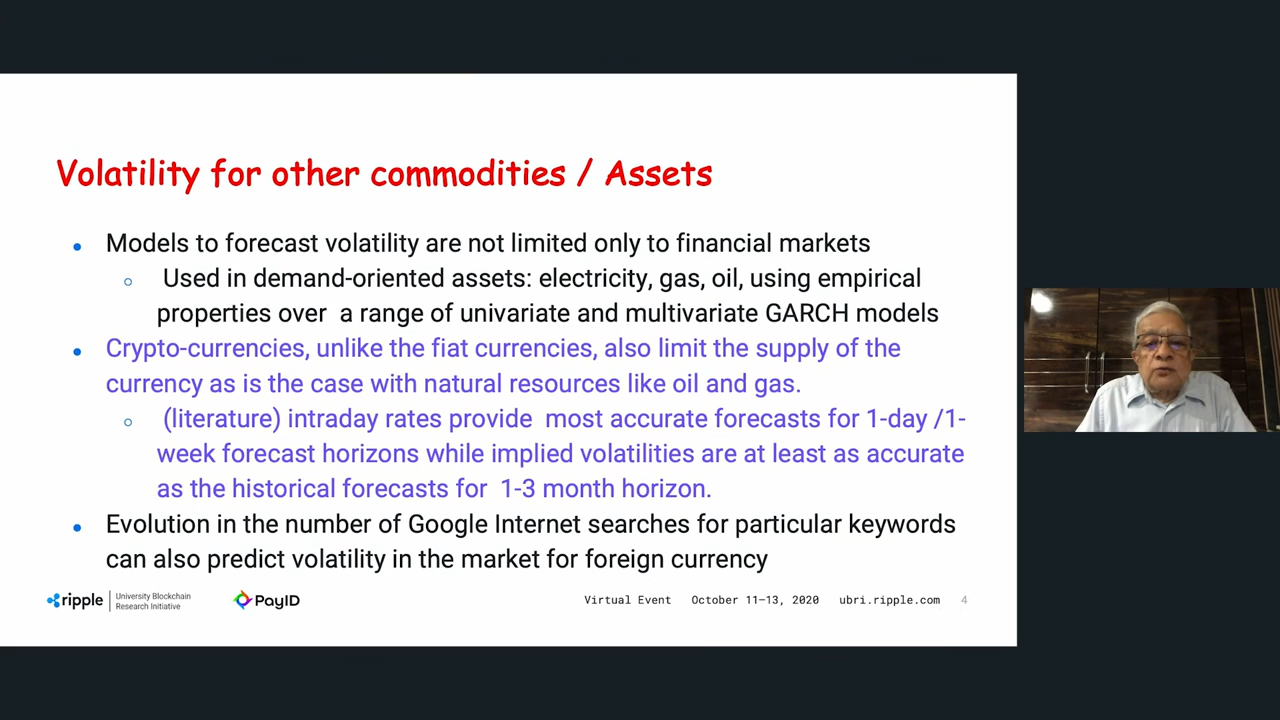 Volatility for other commodities / Assets
• Models to forecast volatility are not limited only to financial markets
○ Used in demand-oriented assets: electricity, gas, oil, using empirical
properties over a range of univariate and multivariate GARCH models
• Crypto-currencies, unlike the fiat currencies, also limit the supply of the
currency as is the case with natural resources like oil and gas.
○ (literature) intraday rates provide most accurate forecasts for 1-day /1-
week forecast horizons while implied volatilities are at least as accurate
as the historical forecasts for 1-3 month horizon.
• Evolution in the number of Google Internet searches for particular keywords
can also predict volatility in the market for foreign currency
ripple
University Blockchain
Research Initiative
PayID
Virtual Event October 11–13, 2020 ubri.ripple.com 4